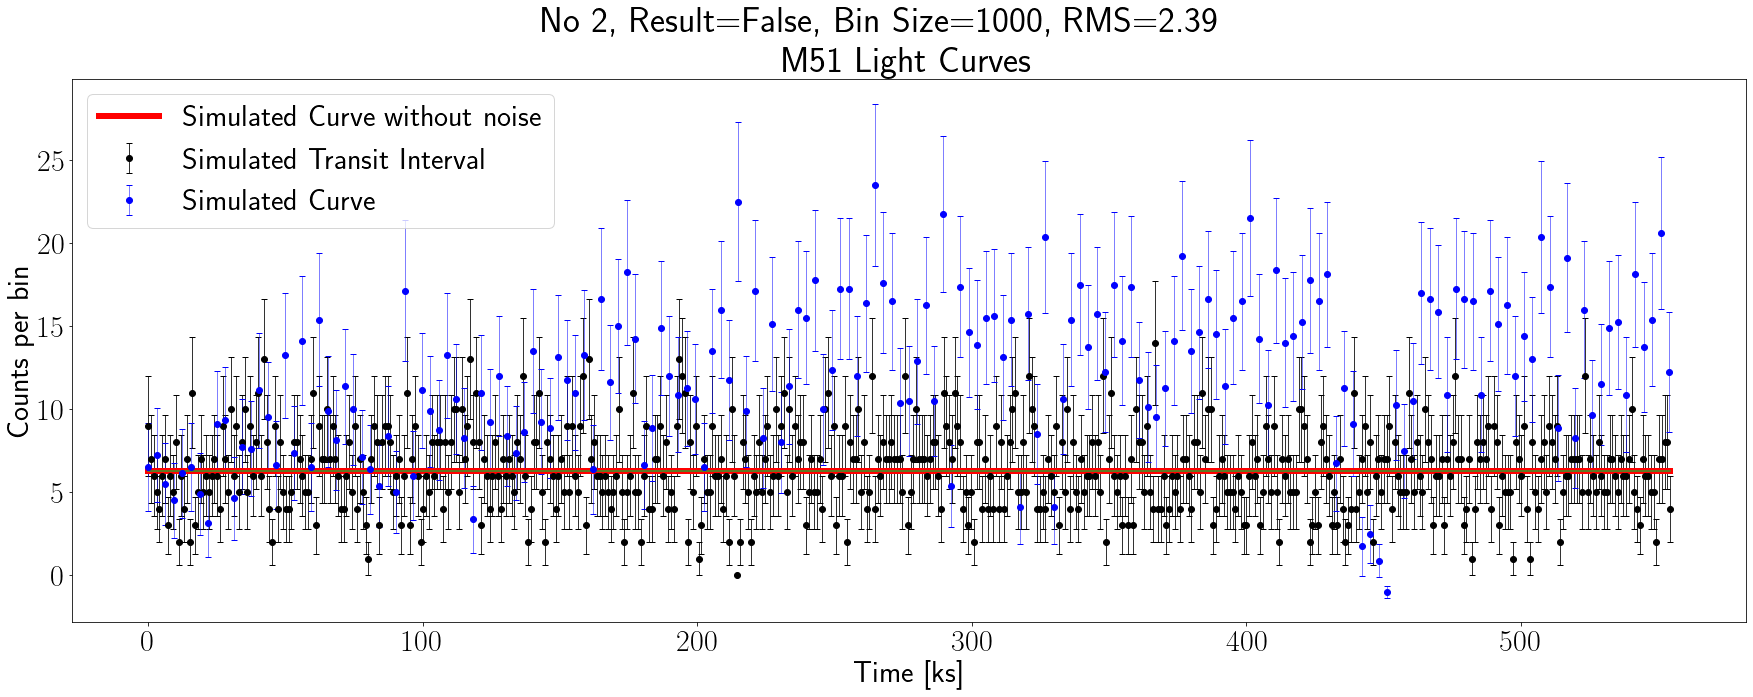 No 2, Result=False, Bin Size=1000, RMS=2.39
M51 Light Curves
Simulated Curve without noise
Simulated Transit Interval
Simulated Curve
Counts per bin
25
20
15
10
5
0
0 100 200 300 400 500
Time [ks]